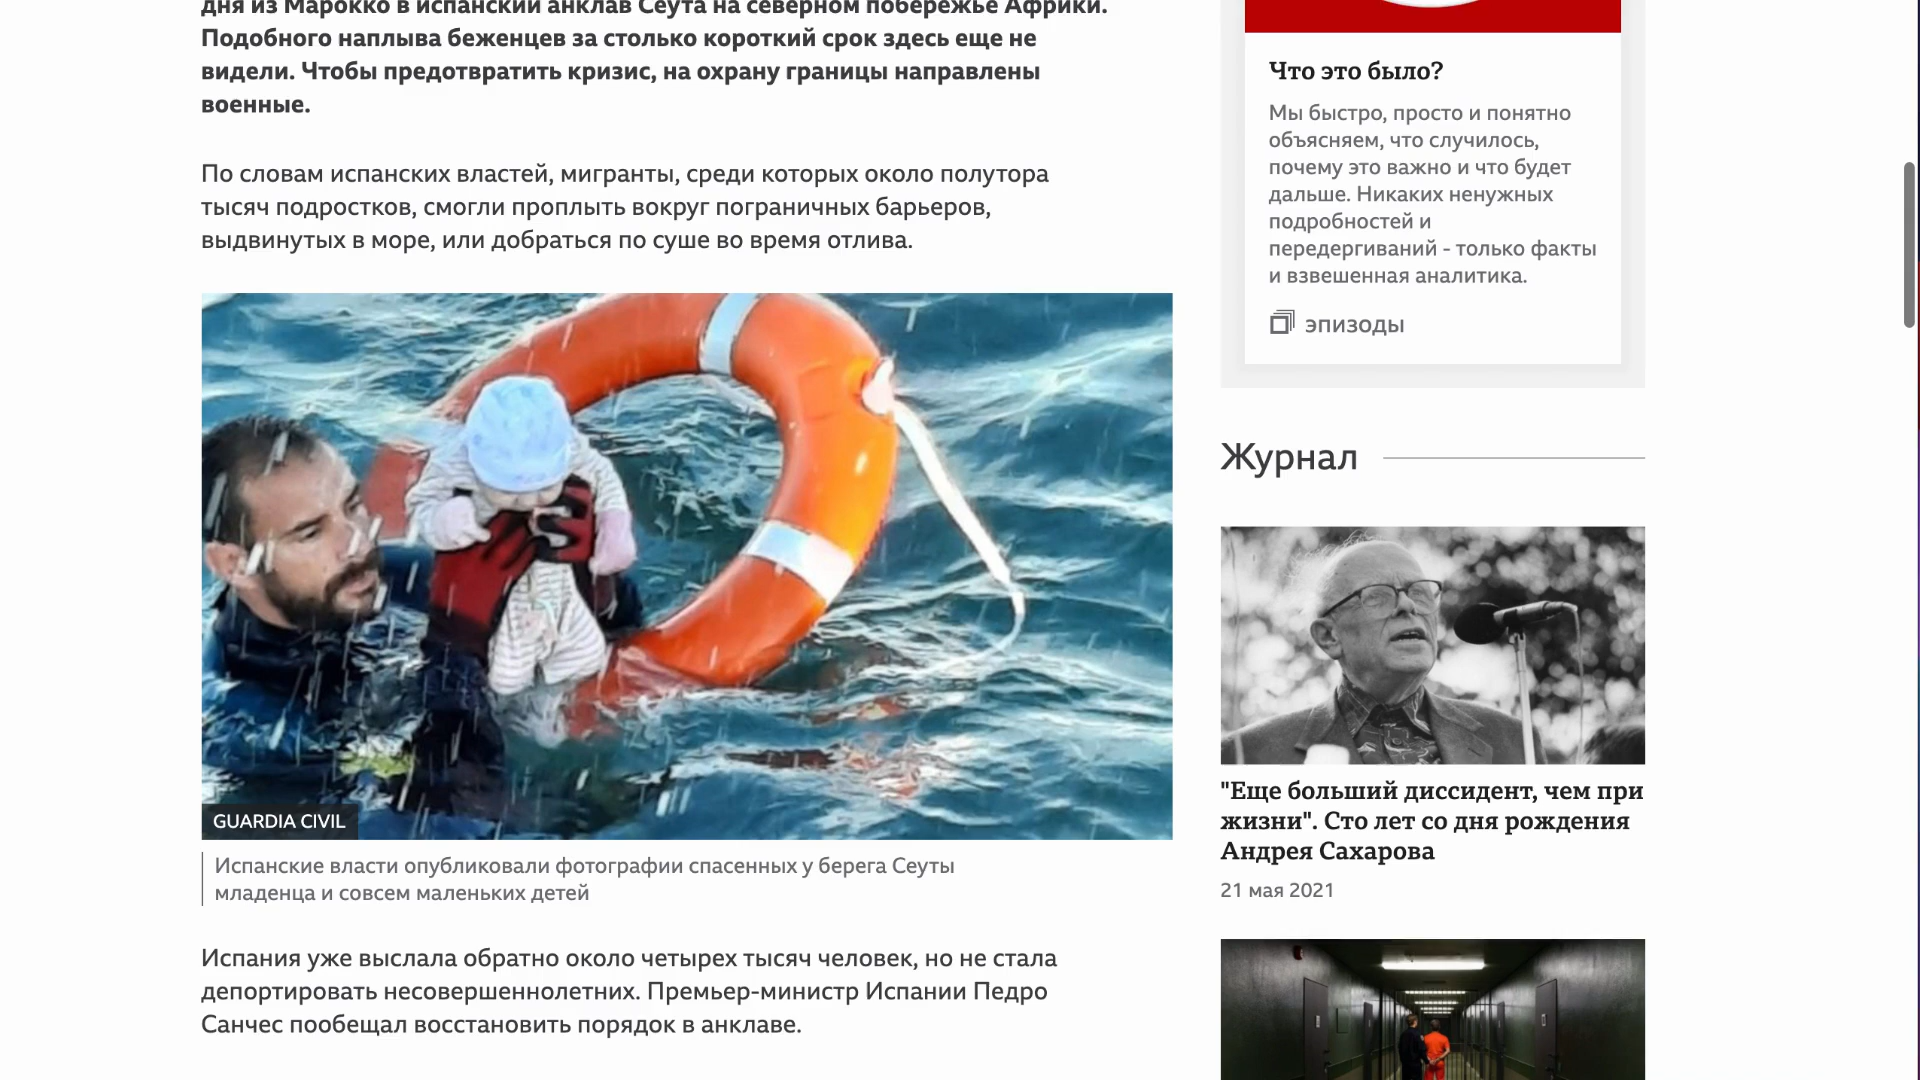 дня из Марокко в испанский анклав Сеута на северном побережье Африки.
Подобного наплыва беженцев за столько короткий срок здесь еще не
видели. Чтобы предотвратить кризис, на охрану границы направлены
военные.
По словам испанских властей, мигранты, среди которых около полутора
тысяч подростков, смогли проплыть вокруг пограничных барьеров,
выдвинутых в море, или добраться по суше во время отлива.
GUARDIA CIVIL
Испанские власти опубликовали фотографии спасенных у берега Сеуты
младенца и совсем маленьких детей
Испания уже выслала обратно около четырех тысяч человек, но не стала
депортировать несовершеннолетних. Премьер-министр Испании Педро
Санчес пообещал восстановить порядок в анклаве.
Что это было?
Мы быстро, просто и понятно
объясняем, что случилось,
почему это важно и что будет
дальше. Никаких ненужных
подробностей и
передергиваний - только факты
и взвешенная аналитика.
эпизоды
Журнал
"Еще больший диссидент, чем при
жизни". Сто лет со дня рождения
Андрея Сахарова
21 мая 2021